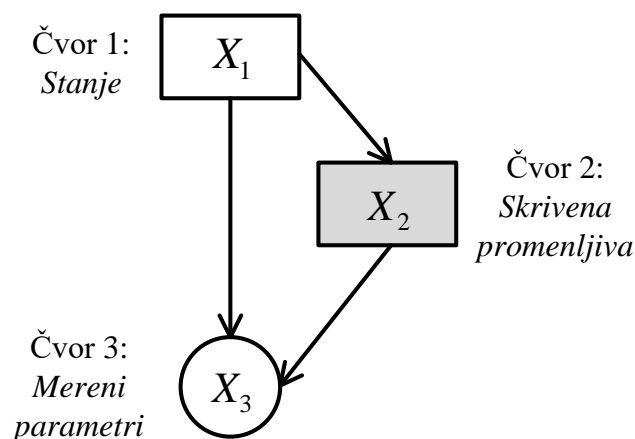 Čvor 1:
Stanje
X₁
Čvor 2:
Skrivena
promenljiva
X₂
Čvor 3:
Mereni
parametri
X₃